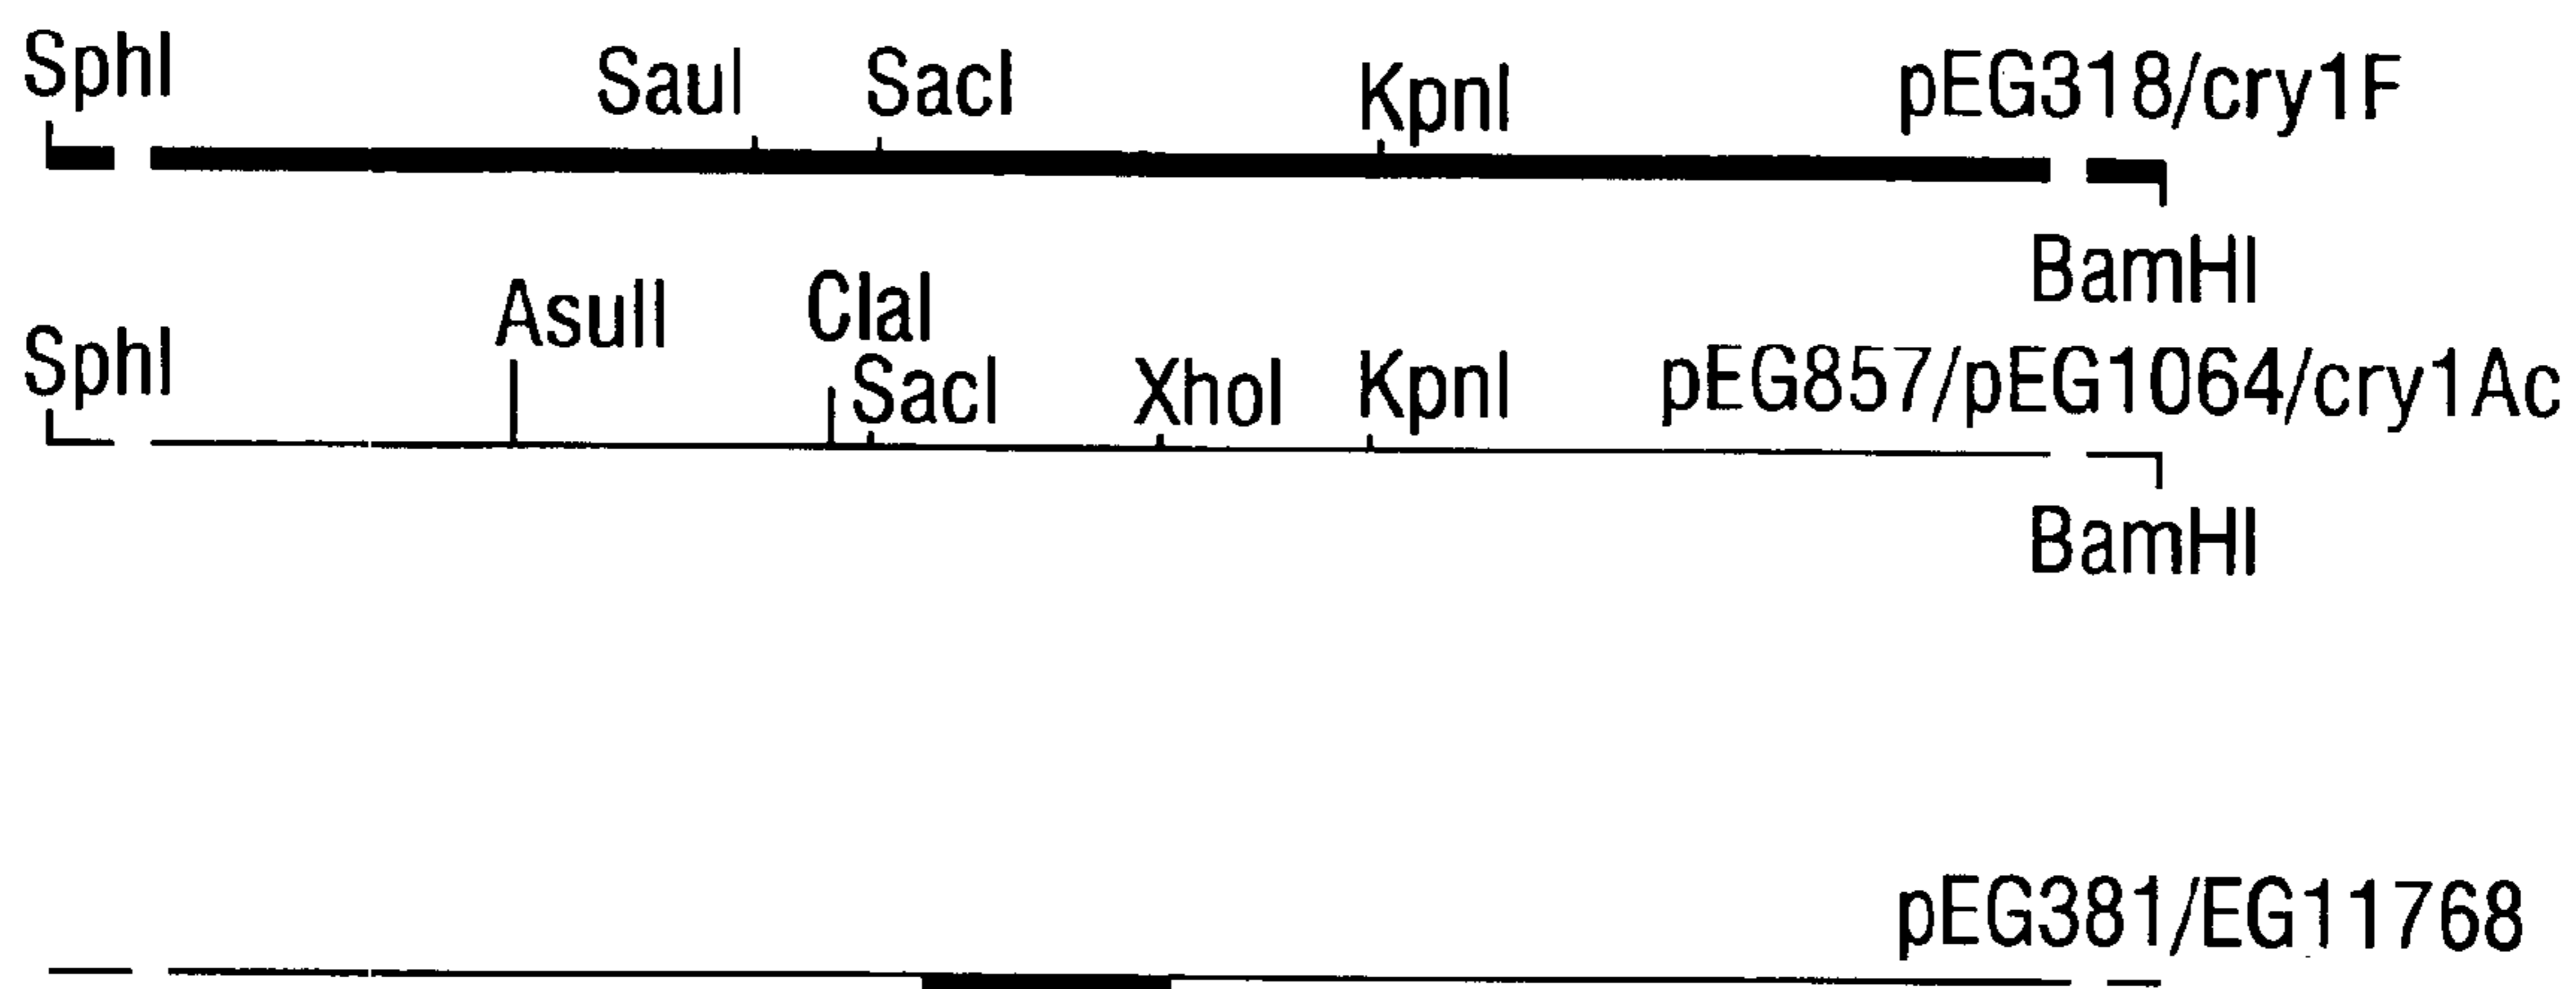 SphI SauI SacI KpnI pEG318/cry1F
BamHI
SphI AsuII ClaI SacI XhoI KpnI pEG857/pEG1064/cry1Ac
BamHI
pEG381/EG11768